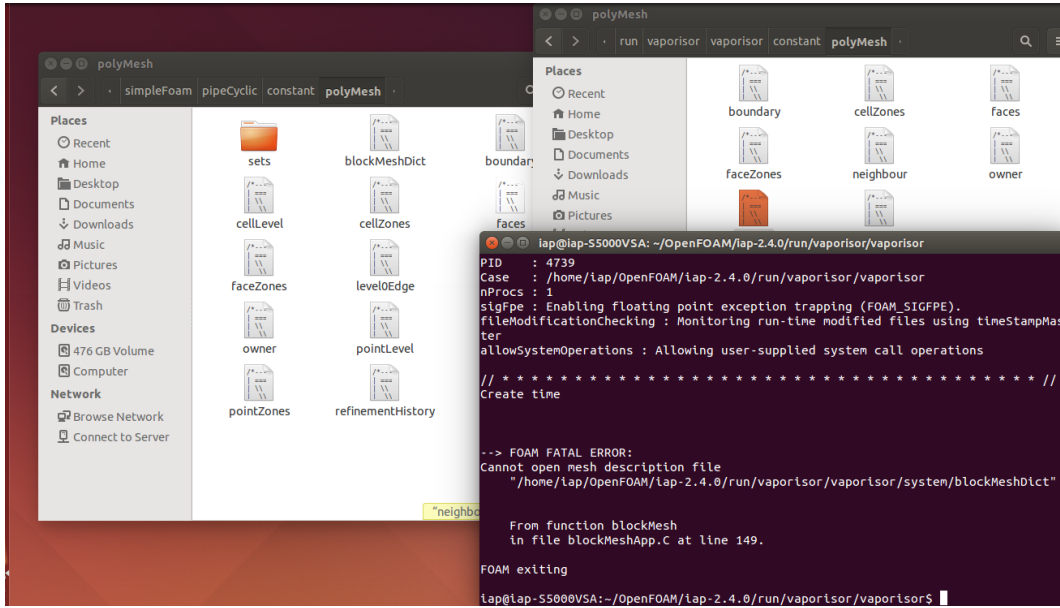 polyMesh
simpleFoam pipeCyclic constant polyMesh
Places
Recent
Home
Desktop
Documents
Downloads
Music
Pictures
Videos
Trash
Devices
476 GB Volume
Computer
Network
Browse Network
Connect to Server
sets blockMeshDict boundary
cellLevel cellZones faces
faceZones level0Edge
owner pointLevel
pointZones refinementHistory
"neighbo
polyMesh
run vaporisor vaporisor constant polyMesh
Places
Recent
Home
Desktop
Documents
Downloads
Music
Pictures
boundary cellZones faces
faceZones neighbour owner
iap@iap-S5000VSA: ~/OpenFOAM/iap-2.4.0/run/vaporisor/vaporisor
PID : 4739
Case : /home/iap/OpenFOAM/iap-2.4.0/run/vaporisor/vaporisor
nProcs : 1
sigFpe : Enabling floating point exception trapping (FOAM_SIGFPE).
fileModificationChecking : Monitoring run-time modified files using timeStampMas
ter
allowSystemOperations : Allowing user-supplied system call operations
// * * * * * * * * * * * * * * * * * * * * * * * * * * * * * * * * * * * * * //
Create time
--> FOAM FATAL ERROR:
Cannot open mesh description file
"/home/iap/OpenFOAM/iap-2.4.0/run/vaporisor/vaporisor/system/blockMeshDict"
From function blockMesh
in file blockMeshApp.C at line 149.
FOAM exiting
iap@iap-S5000VSA:~/OpenFOAM/iap-2.4.0/run/vaporisor/vaporisor$